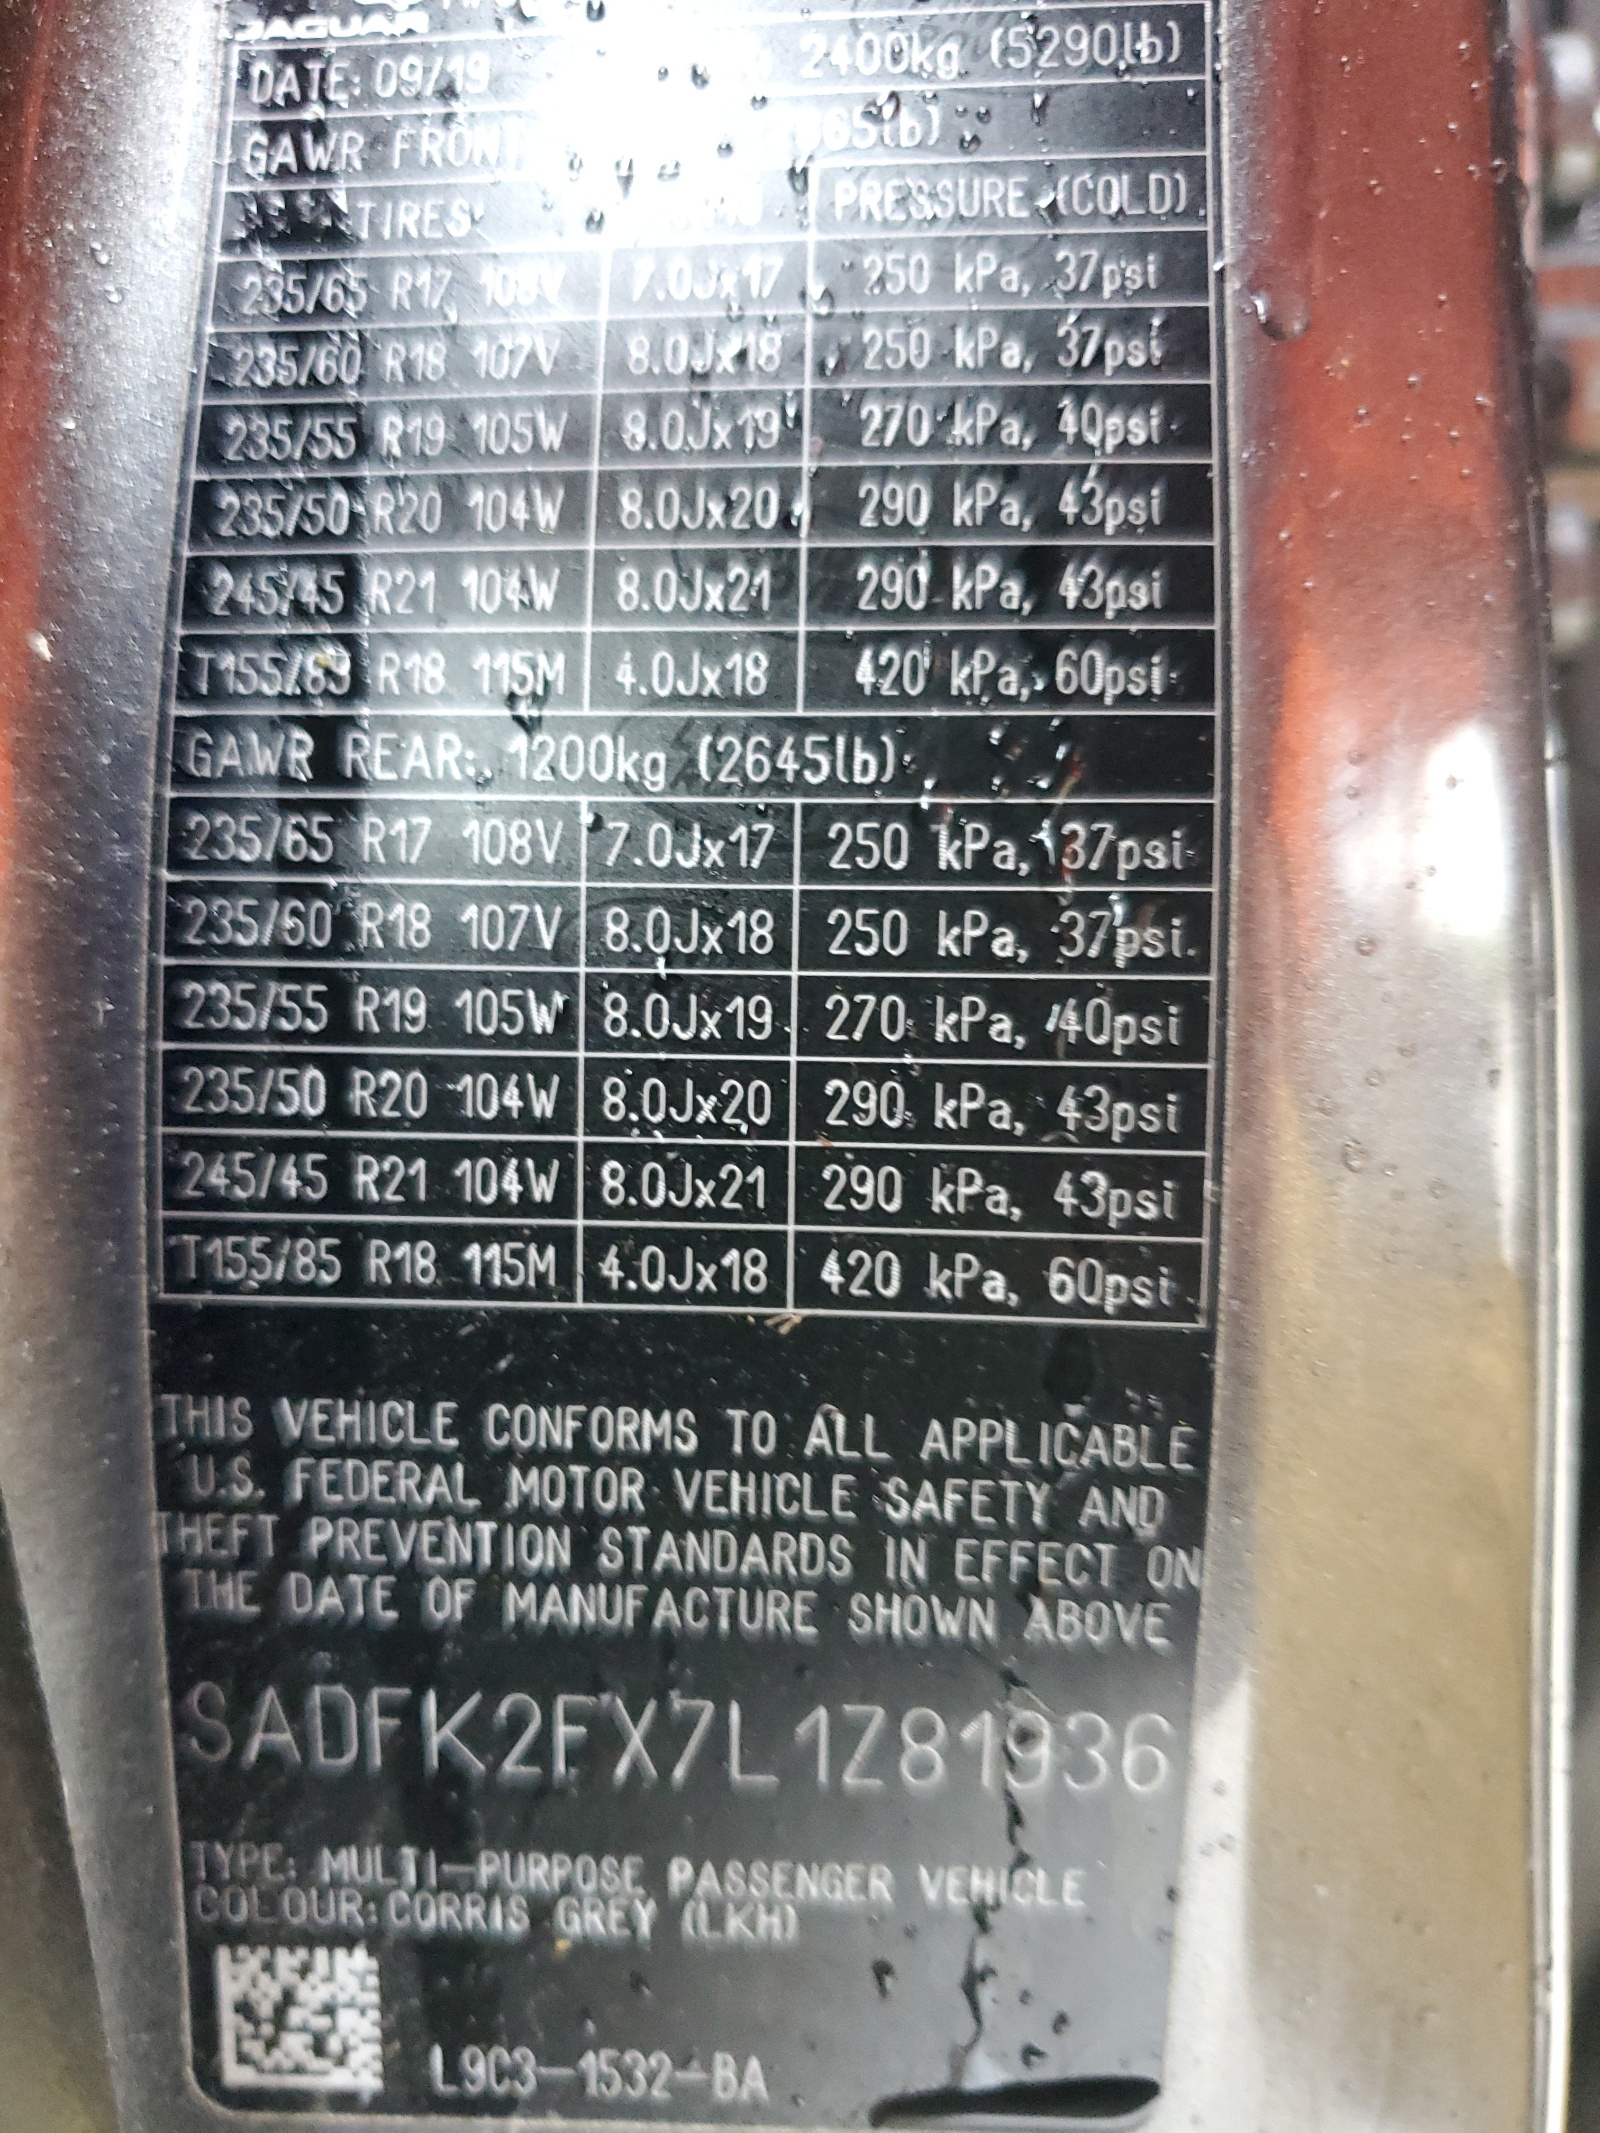 JAGUAR
DATE: 09/19 2400kg (5290lb)
GAWR FRONT
TIRES PRESSURE (COLD)
235/65 R17 108V 7.0Jx17 250 kPa, 37psi
235/60 R18 107V 8.0Jx18 250 kPa, 37psi
235/55 R19 105W 8.0Jx19 270 kPa, 40psi
235/50 R20 104W 8.0Jx20 290 kPa, 43psi
245/45 R21 104W 8.0Jx21 290 kPa, 43psi
T155/85 R18 115M 4.0Jx18 420 kPa, 60psi
GAWR REAR: 1200kg (2645lb)
235/65 R17 108V 7.0Jx17 250 kPa, 37psi
235/60 R18 107V 8.0Jx18 250 kPa, 37psi
235/55 R19 105W 8.0Jx19 270 kPa, 40psi
235/50 R20 104W 8.0Jx20 290 kPa, 43psi
245/45 R21 104W 8.0Jx21 290 kPa, 43psi
T155/85 R18 115M 4.0Jx18 420 kPa, 60psi
THIS VEHICLE CONFORMS TO ALL APPLICABLE
U.S. FEDERAL MOTOR VEHICLE SAFETY AND
THEFT PREVENTION STANDARDS IN EFFECT ON
THE DATE OF MANUFACTURE SHOWN ABOVE
SADFK2FX7L1Z81936
TYPE: MULTI-PURPOSE PASSENGER VEHICLE
COLOUR:CORRIS GREY (LKH)
L9C3-1532-BA